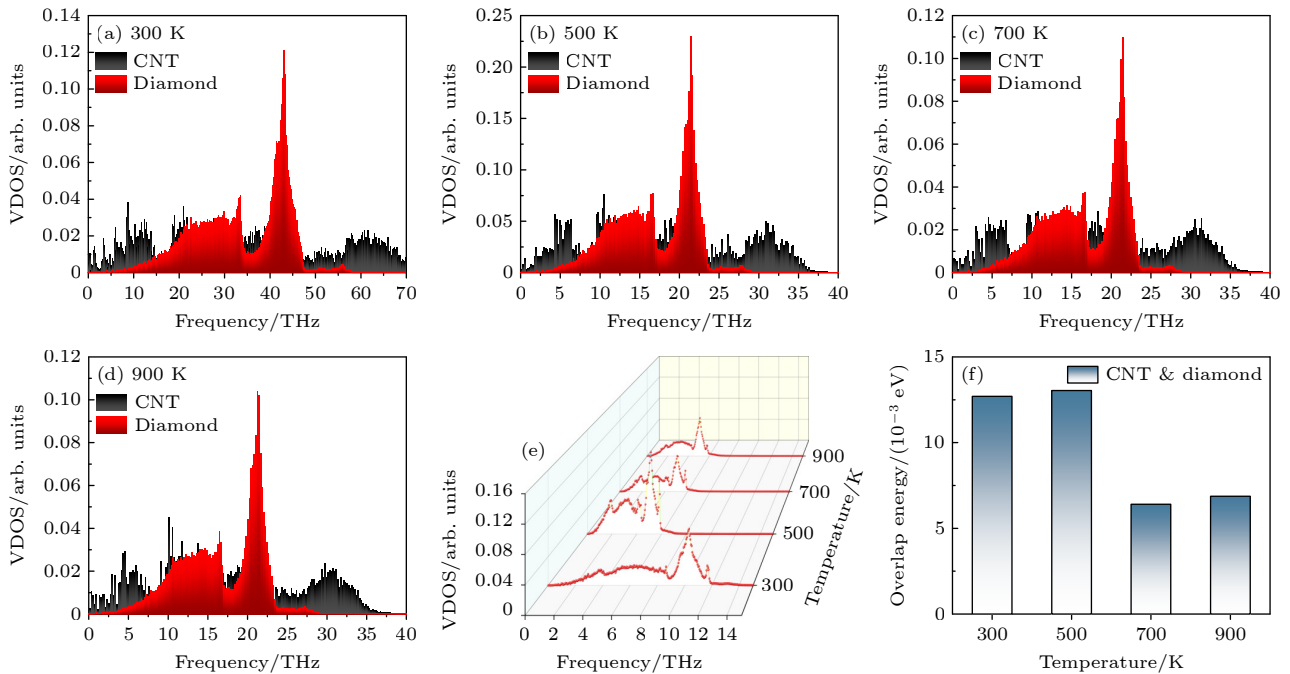 (a) 300 K
CNT
Diamond
VDOS/arb. units
0.14
0.12
0.10
0.08
0.06
0.04
0.02
0
0 10 20 30 40 50 60 70
Frequency/THz
(b) 500 K
CNT
Diamond
VDOS/arb. units
0.25
0.20
0.15
0.10
0.05
0
0 5 10 15 20 25 30 35 40
Frequency/THz
(c) 700 K
CNT
Diamond
VDOS/arb. units
0.12
0.10
0.08
0.06
0.04
0.02
0
0 5 10 15 20 25 30 35 40
Frequency/THz
(d) 900 K
CNT
Diamond
VDOS/arb. units
0.12
0.10
0.08
0.06
0.04
0.02
0
0 5 10 15 20 25 30 35 40
Frequency/THz
(e)
VDOS/arb. units
0.16
0.12
0.08
0.04
0
0 2 4 6 8 10 12 14
Frequency/THz
900
700
500
300
Temperature/K
(f)
CNT & diamond
Overlap energy/(10⁻³ eV)
15
10
5
0
300 500 700 900
Temperature/K